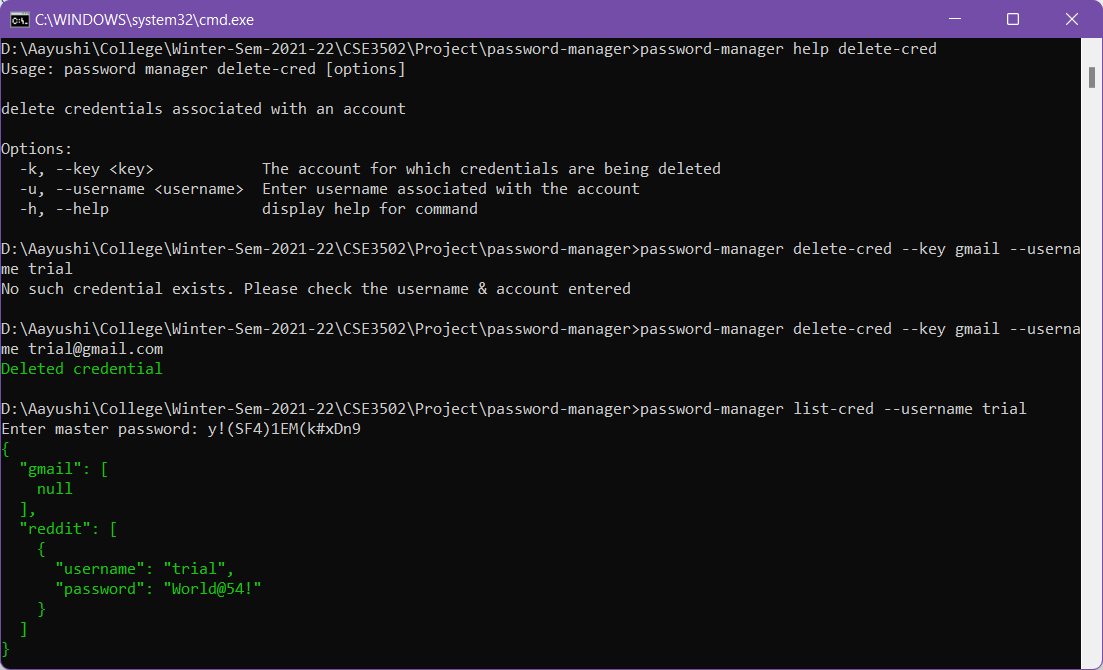 C:\WINDOWS\system32\cmd.exe
D:\Aayushi\College\Winter-Sem-2021-22\CSE3502\Project\password-manager>password-manager help delete-cred
Usage: password manager delete-cred [options]
delete credentials associated with an account
Options:
  -k, --key <key>            The account for which credentials are being deleted
  -u, --username <username>  Enter username associated with the account
  -h, --help                 display help for command
D:\Aayushi\College\Winter-Sem-2021-22\CSE3502\Project\password-manager>password-manager delete-cred --key gmail --userna
me trial
No such credential exists. Please check the username & account entered
D:\Aayushi\College\Winter-Sem-2021-22\CSE3502\Project\password-manager>password-manager delete-cred --key gmail --userna
me trial@gmail.com
Deleted credential
D:\Aayushi\College\Winter-Sem-2021-22\CSE3502\Project\password-manager>password-manager list-cred --username trial
Enter master password: y!(SF4)1EM(k#xDn9
{
  "gmail": [
    null
  ],
  "reddit": [
    {
      "username": "trial",
      "password": "World@54!"
    }
  ]
}